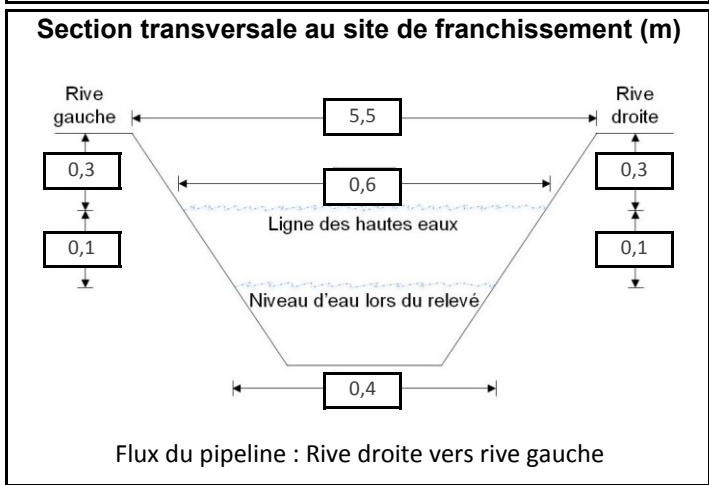 Section transversale au site de franchissement (m)
Rive gauche
Rive droite
5,5
0,3
0,3
0,6
Ligne des hautes eaux
0,1
0,1
Niveau d'eau lors du relevé
0,4
Flux du pipeline : Rive droite vers rive gauche